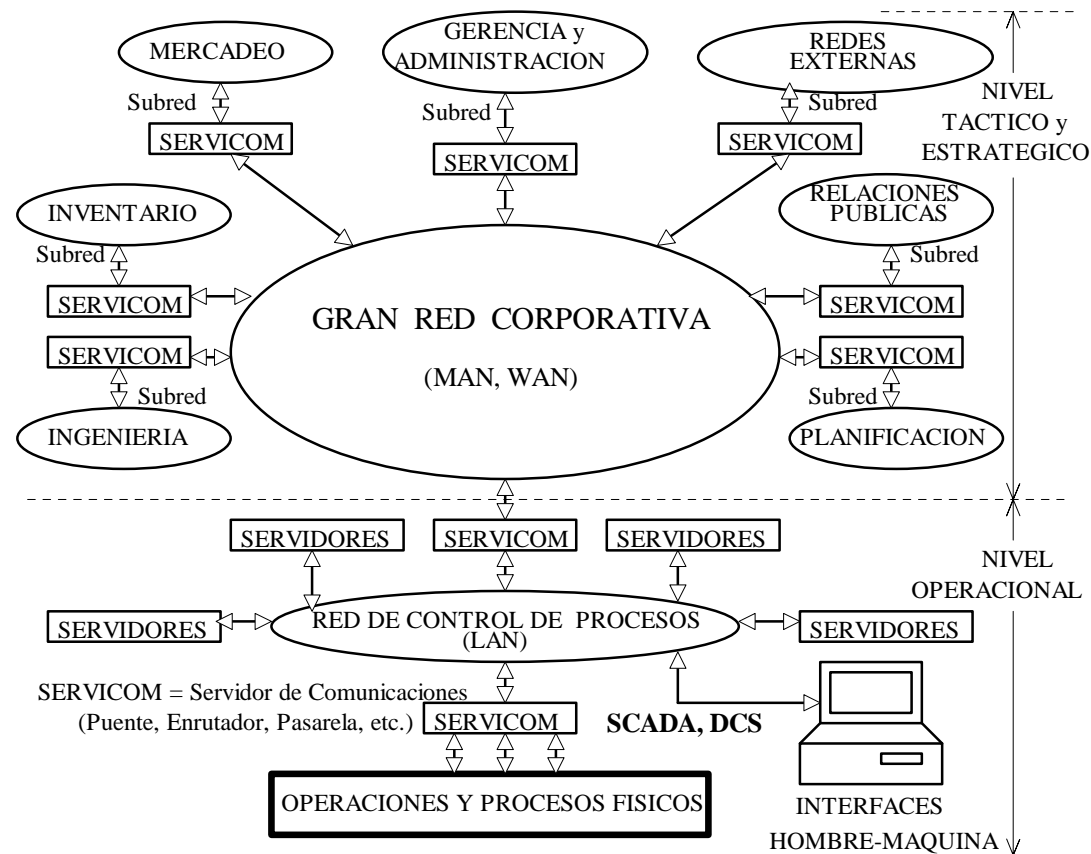 MERCADEO
GERENCIA y
ADMINISTRACION
REDES
EXTERNAS
NIVEL
TACTICO y
ESTRATEGICO
Subred
Subred
Subred
SERVICOM
SERVICOM
SERVICOM
INVENTARIO
RELACIONES
PUBLICAS
Subred
Subred
SERVICOM
SERVICOM
GRAN RED CORPORATIVA
(MAN, WAN)
SERVICOM
SERVICOM
Subred
Subred
INGENIERIA
PLANIFICACION
SERVIDORES
SERVICOM
SERVIDORES
NIVEL
OPERACIONAL
SERVIDORES
RED DE CONTROL DE PROCESOS
(LAN)
SERVIDORES
SERVICOM = Servidor de Comunicaciones
(Puente, Enrutador, Pasarela, etc.)
SERVICOM
SCADA, DCS
OPERACIONES Y PROCESOS FISICOS
INTERFACES
HOMBRE-MAQUINA